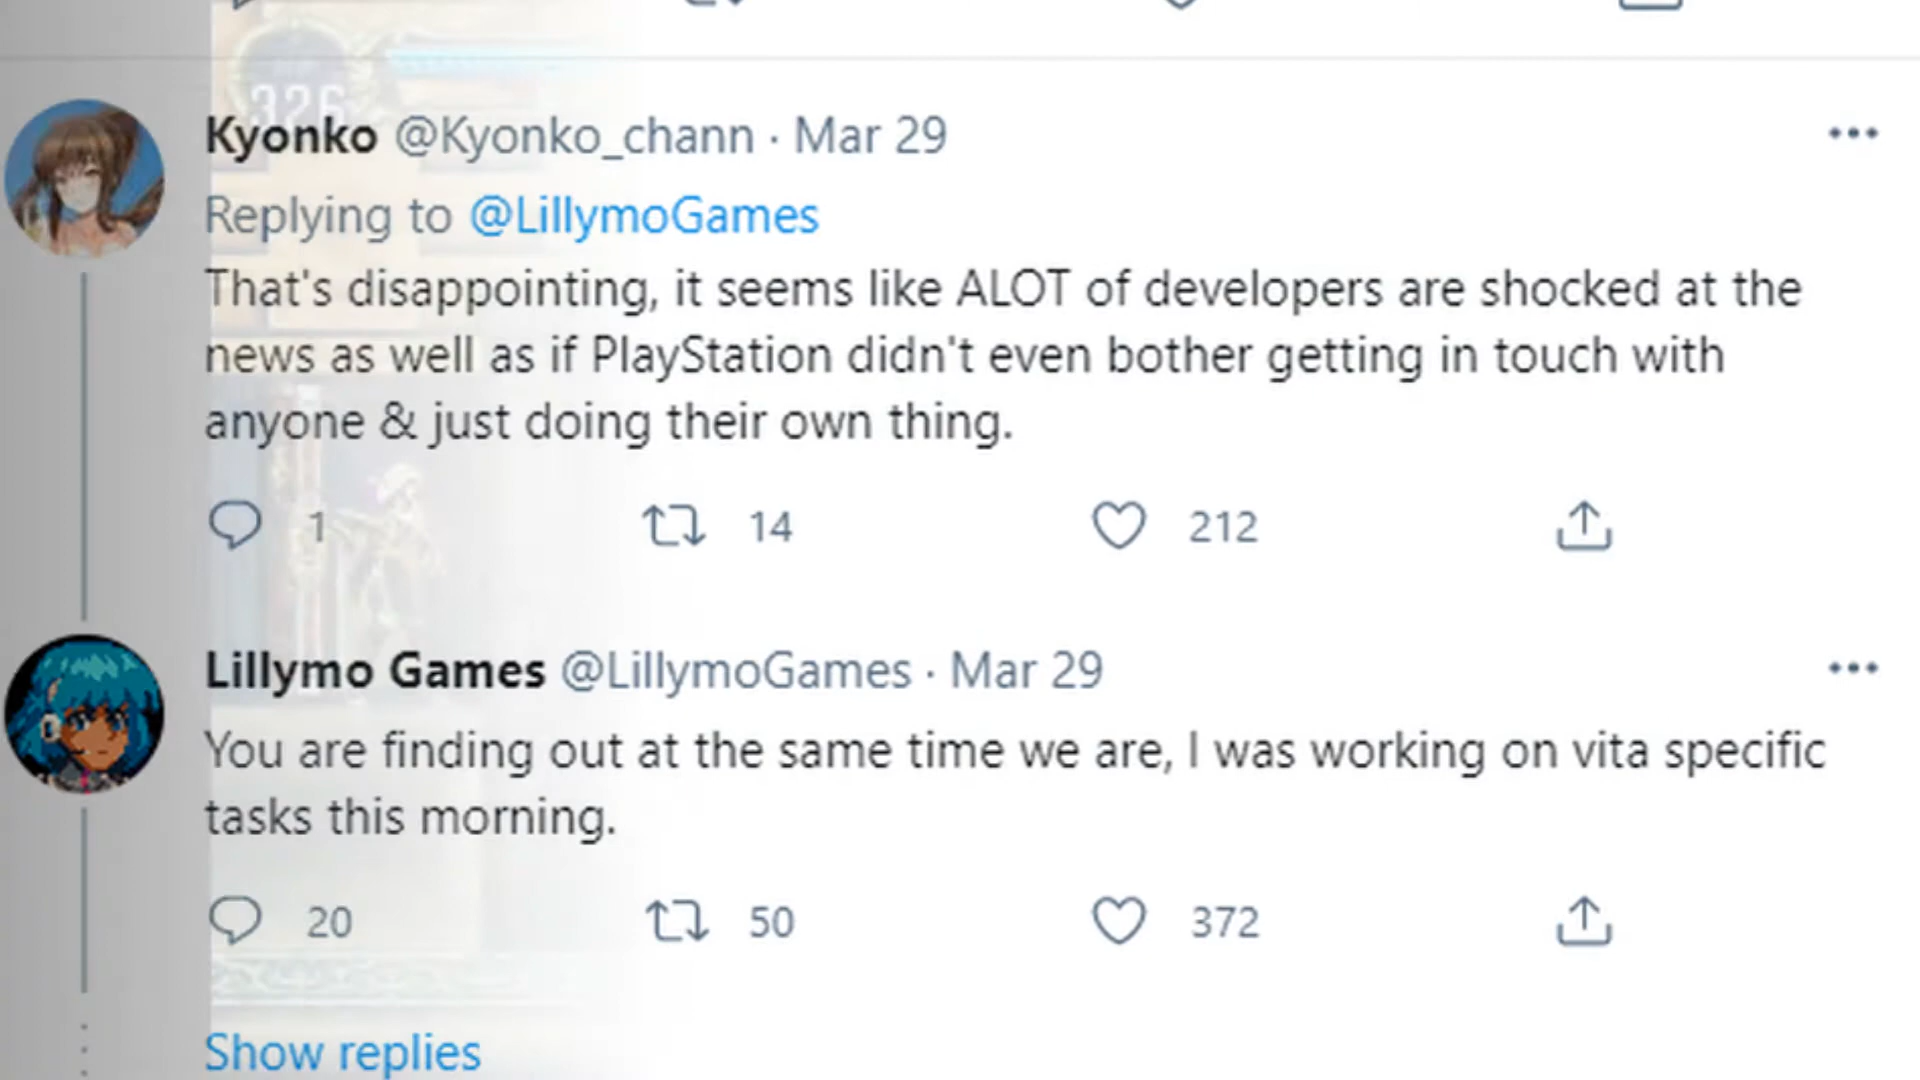 326
Kyonko @Kyonko_chann · Mar 29
Replying to @LillymoGames
That's disappointing, it seems like ALOT of developers are shocked at the
news as well as if PlayStation didn't even bother getting in touch with
anyone & just doing their own thing.
1 14 212
Lillymo Games @LillymoGames · Mar 29
You are finding out at the same time we are, I was working on vita specific
tasks this morning.
20 50 372
Show replies